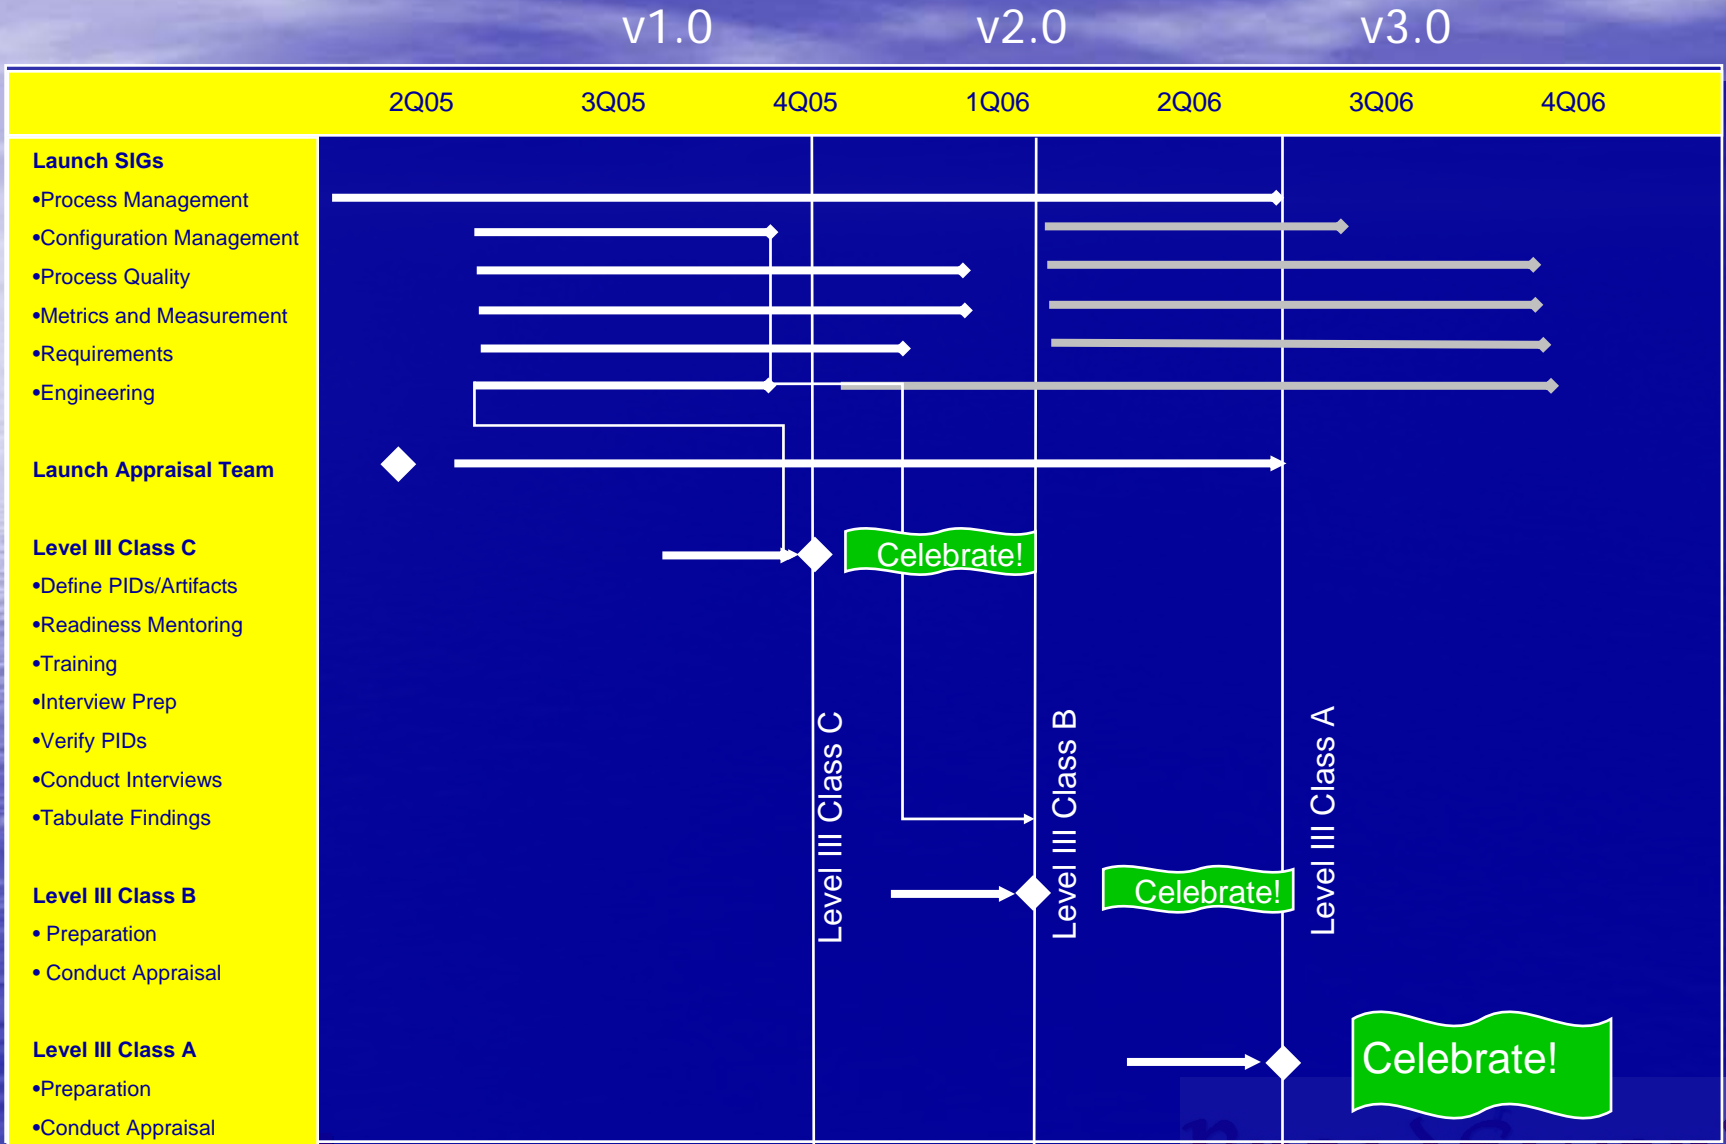 v1.0 v2.0 v3.0
2Q05 3Q05 4Q05 1Q06 2Q06 3Q06 4Q06
Launch SIGs
•Process Management
•Configuration Management
•Process Quality
•Metrics and Measurement
•Requirements
•Engineering
Launch Appraisal Team
Level III Class C
•Define PIDs/Artifacts
•Readiness Mentoring
•Training
•Interview Prep
•Verify PIDs
•Conduct Interviews
•Tabulate Findings
Level III Class B
• Preparation
• Conduct Appraisal
Level III Class A
•Preparation
•Conduct Appraisal
Celebrate!
Level III Class C
Level III Class B
Level III Class A
Celebrate!
Celebrate!